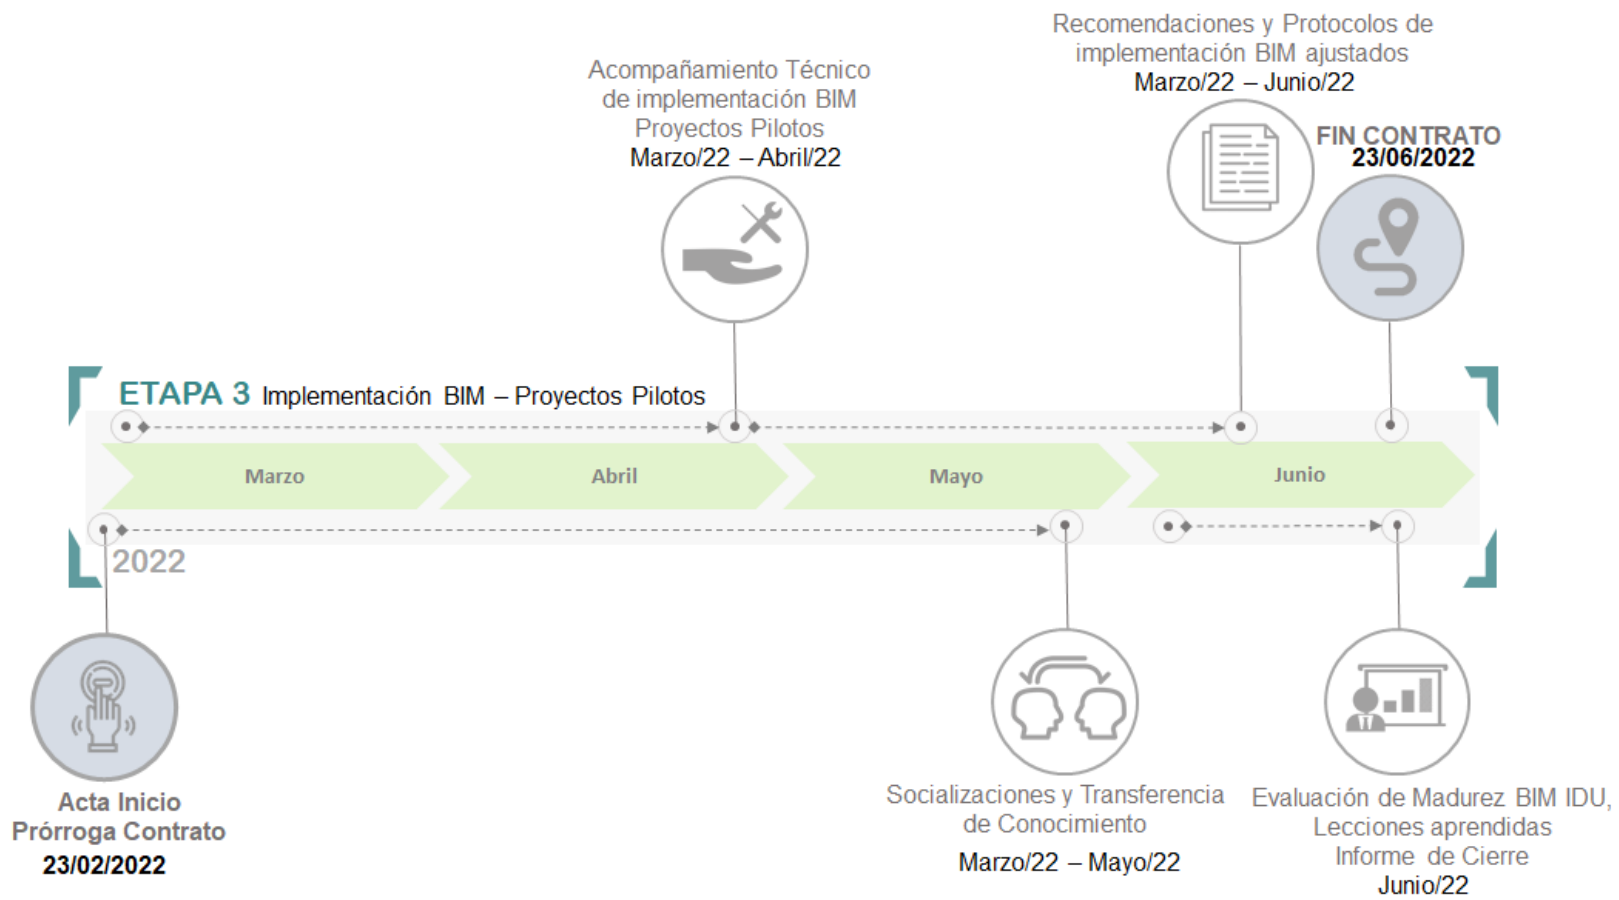 Recomendaciones y Protocolos de
implementación BIM ajustados
Marzo/22 – Junio/22
Acompañamiento Técnico
de implementación BIM
Proyectos Pilotos
Marzo/22 – Abril/22
FIN CONTRATO
23/06/2022
ETAPA 3 Implementación BIM – Proyectos Pilotos
Marzo
Abril
Mayo
Junio
2022
Acta Inicio
Prórroga Contrato
23/02/2022
Socializaciones y Transferencia
de Conocimiento
Marzo/22 – Mayo/22
Evaluación de Madurez BIM IDU,
Lecciones aprendidas
Informe de Cierre
Junio/22